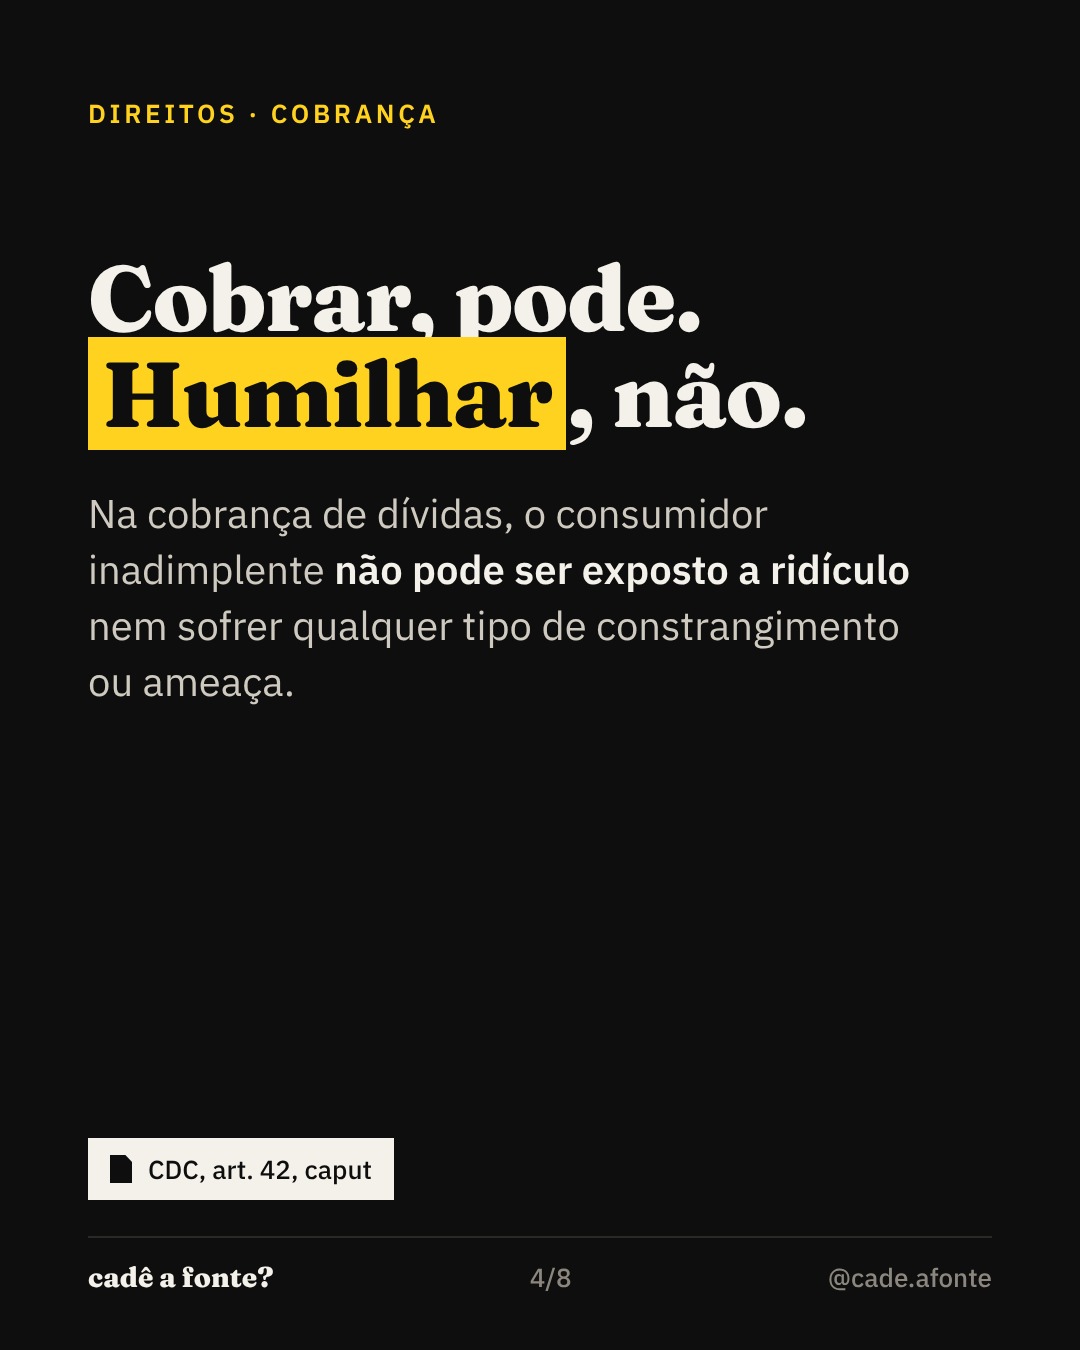 DIREITOS · COBRANÇA
Cobrar, pode.
Humilhar, não.
Na cobrança de dívidas, o consumidor
inadimplente não pode ser exposto a ridículo
nem sofrer qualquer tipo de constrangimento
ou ameaça.
CDC, art. 42, caput
cadê a fonte?
4/8
@cade.afonte